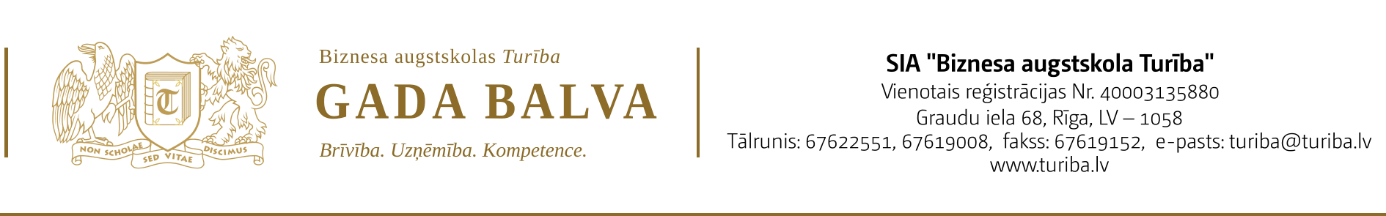 NON SCHOLAE SED VITAE DISCIMUS
T
Biznesa augstskolas Turība
GADA BALVA
Brīvība. Uzņēmība. Kompetence.
SIA "Biznesa augstskola Turība"
Vienotais reģistrācijas Nr. 40003135880
Graudu iela 68, Rīga, LV – 1058
Tālrunis: 67622551, 67619008, fakss: 67619152, e-pasts: turiba@turiba.lv
www.turiba.lv